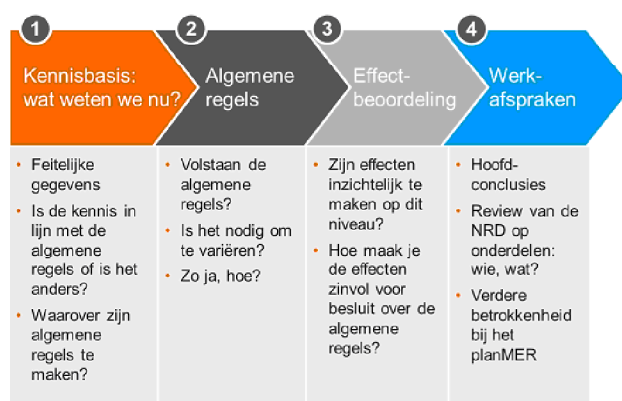 1
Kennisbasis:
wat weten we nu?
2
Algemene
regels
3
Effect-
beoordeling
4
Werk-
afspraken
• Feitelijke
gegevens
• Is de kennis in
lijn met de
algemene
regels of is het
anders?
• Waarover zijn
algemene
regels te
maken?
• Volstaan de
algemene
regels?
• Is het nodig om
te variëren?
• Zo ja, hoe?
• Zijn effecten
inzichtelijk te
maken op dit
niveau?
• Hoe maak je
de effecten
zinvol voor
besluit over de
algemene
regels?
• Hoofd-
conclusies
• Review van de
NRD op
onderdelen:
wie, wat?
• Verdere
betrokkenheid
bij het
planMER